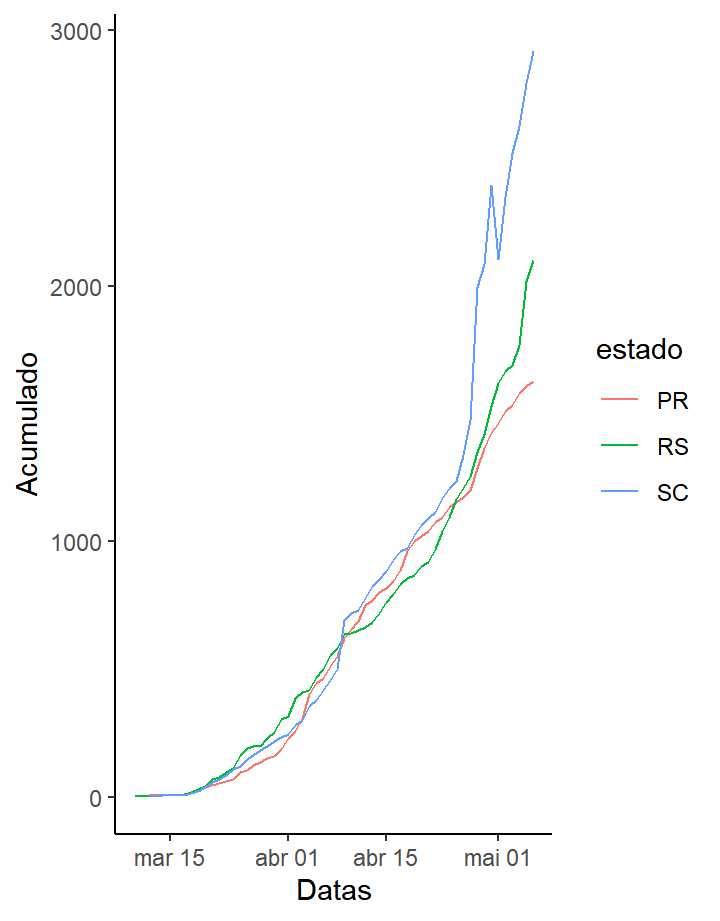 3000
2000
1000
0
Acumulado
mar 15
abr 01
abr 15
mai 01
Datas
estado
PR
RS
SC